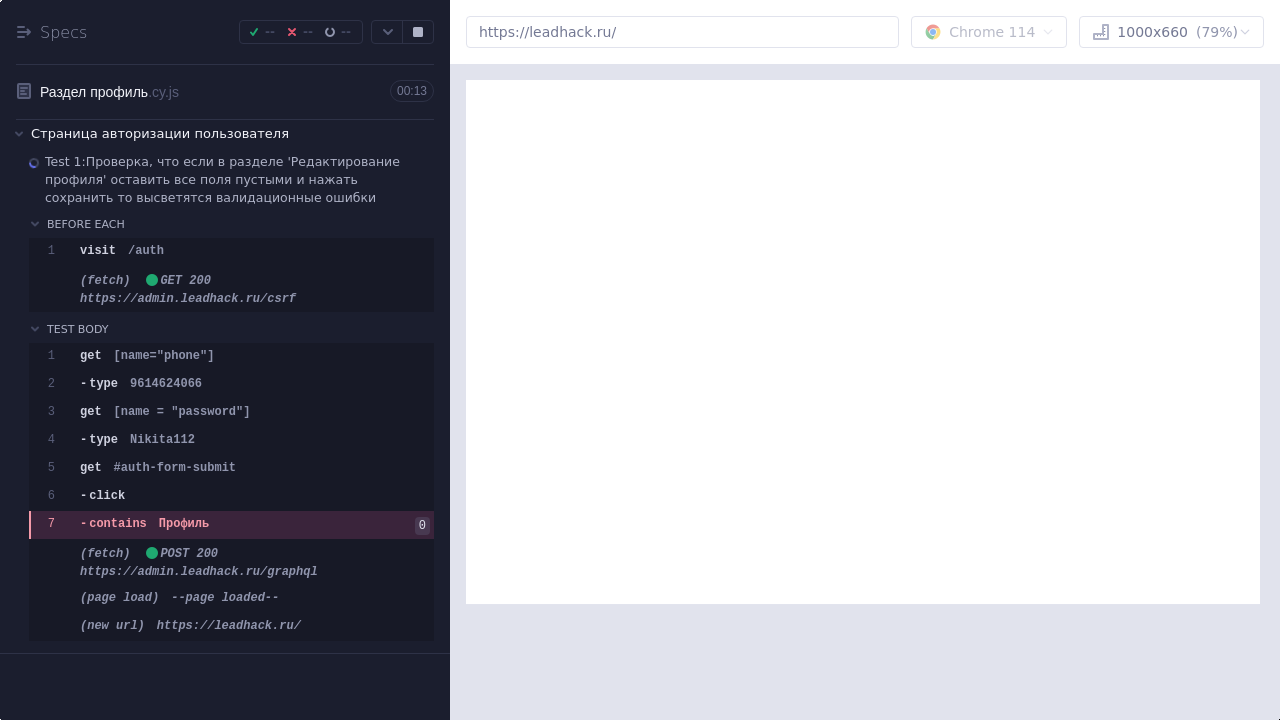 Specs
-- -- --
Раздел профиль.cy.js 00:13
Страница авторизации пользователя
Test 1:Проверка, что если в разделе 'Редактирование
профиля' оставить все поля пустыми и нажать
сохранить то высветятся валидационные ошибки
BEFORE EACH
1 visit /auth
(fetch) GET 200
https://admin.leadhack.ru/csrf
TEST BODY
1 get [name="phone"]
2 -type 9614624066
3 get [name = "password"]
4 -type Nikita112
5 get #auth-form-submit
6 -click
7 -contains Профиль 0
(fetch) POST 200
https://admin.leadhack.ru/graphql
(page load) --page loaded--
(new url) https://leadhack.ru/
https://leadhack.ru/
Chrome 114
1000x660 (79%)